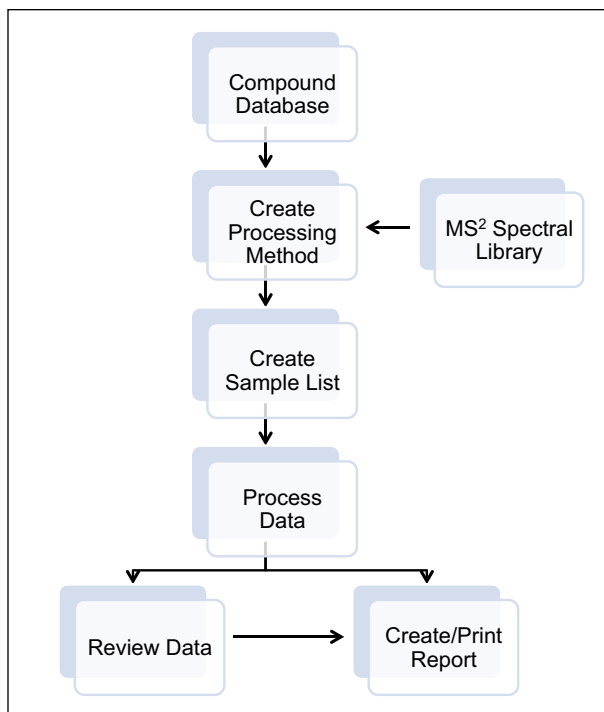 Compound
Database
Create
Processing
Method
MS² Spectral
Library
Create
Sample List
Process
Data
Review Data
Create/Print
Report